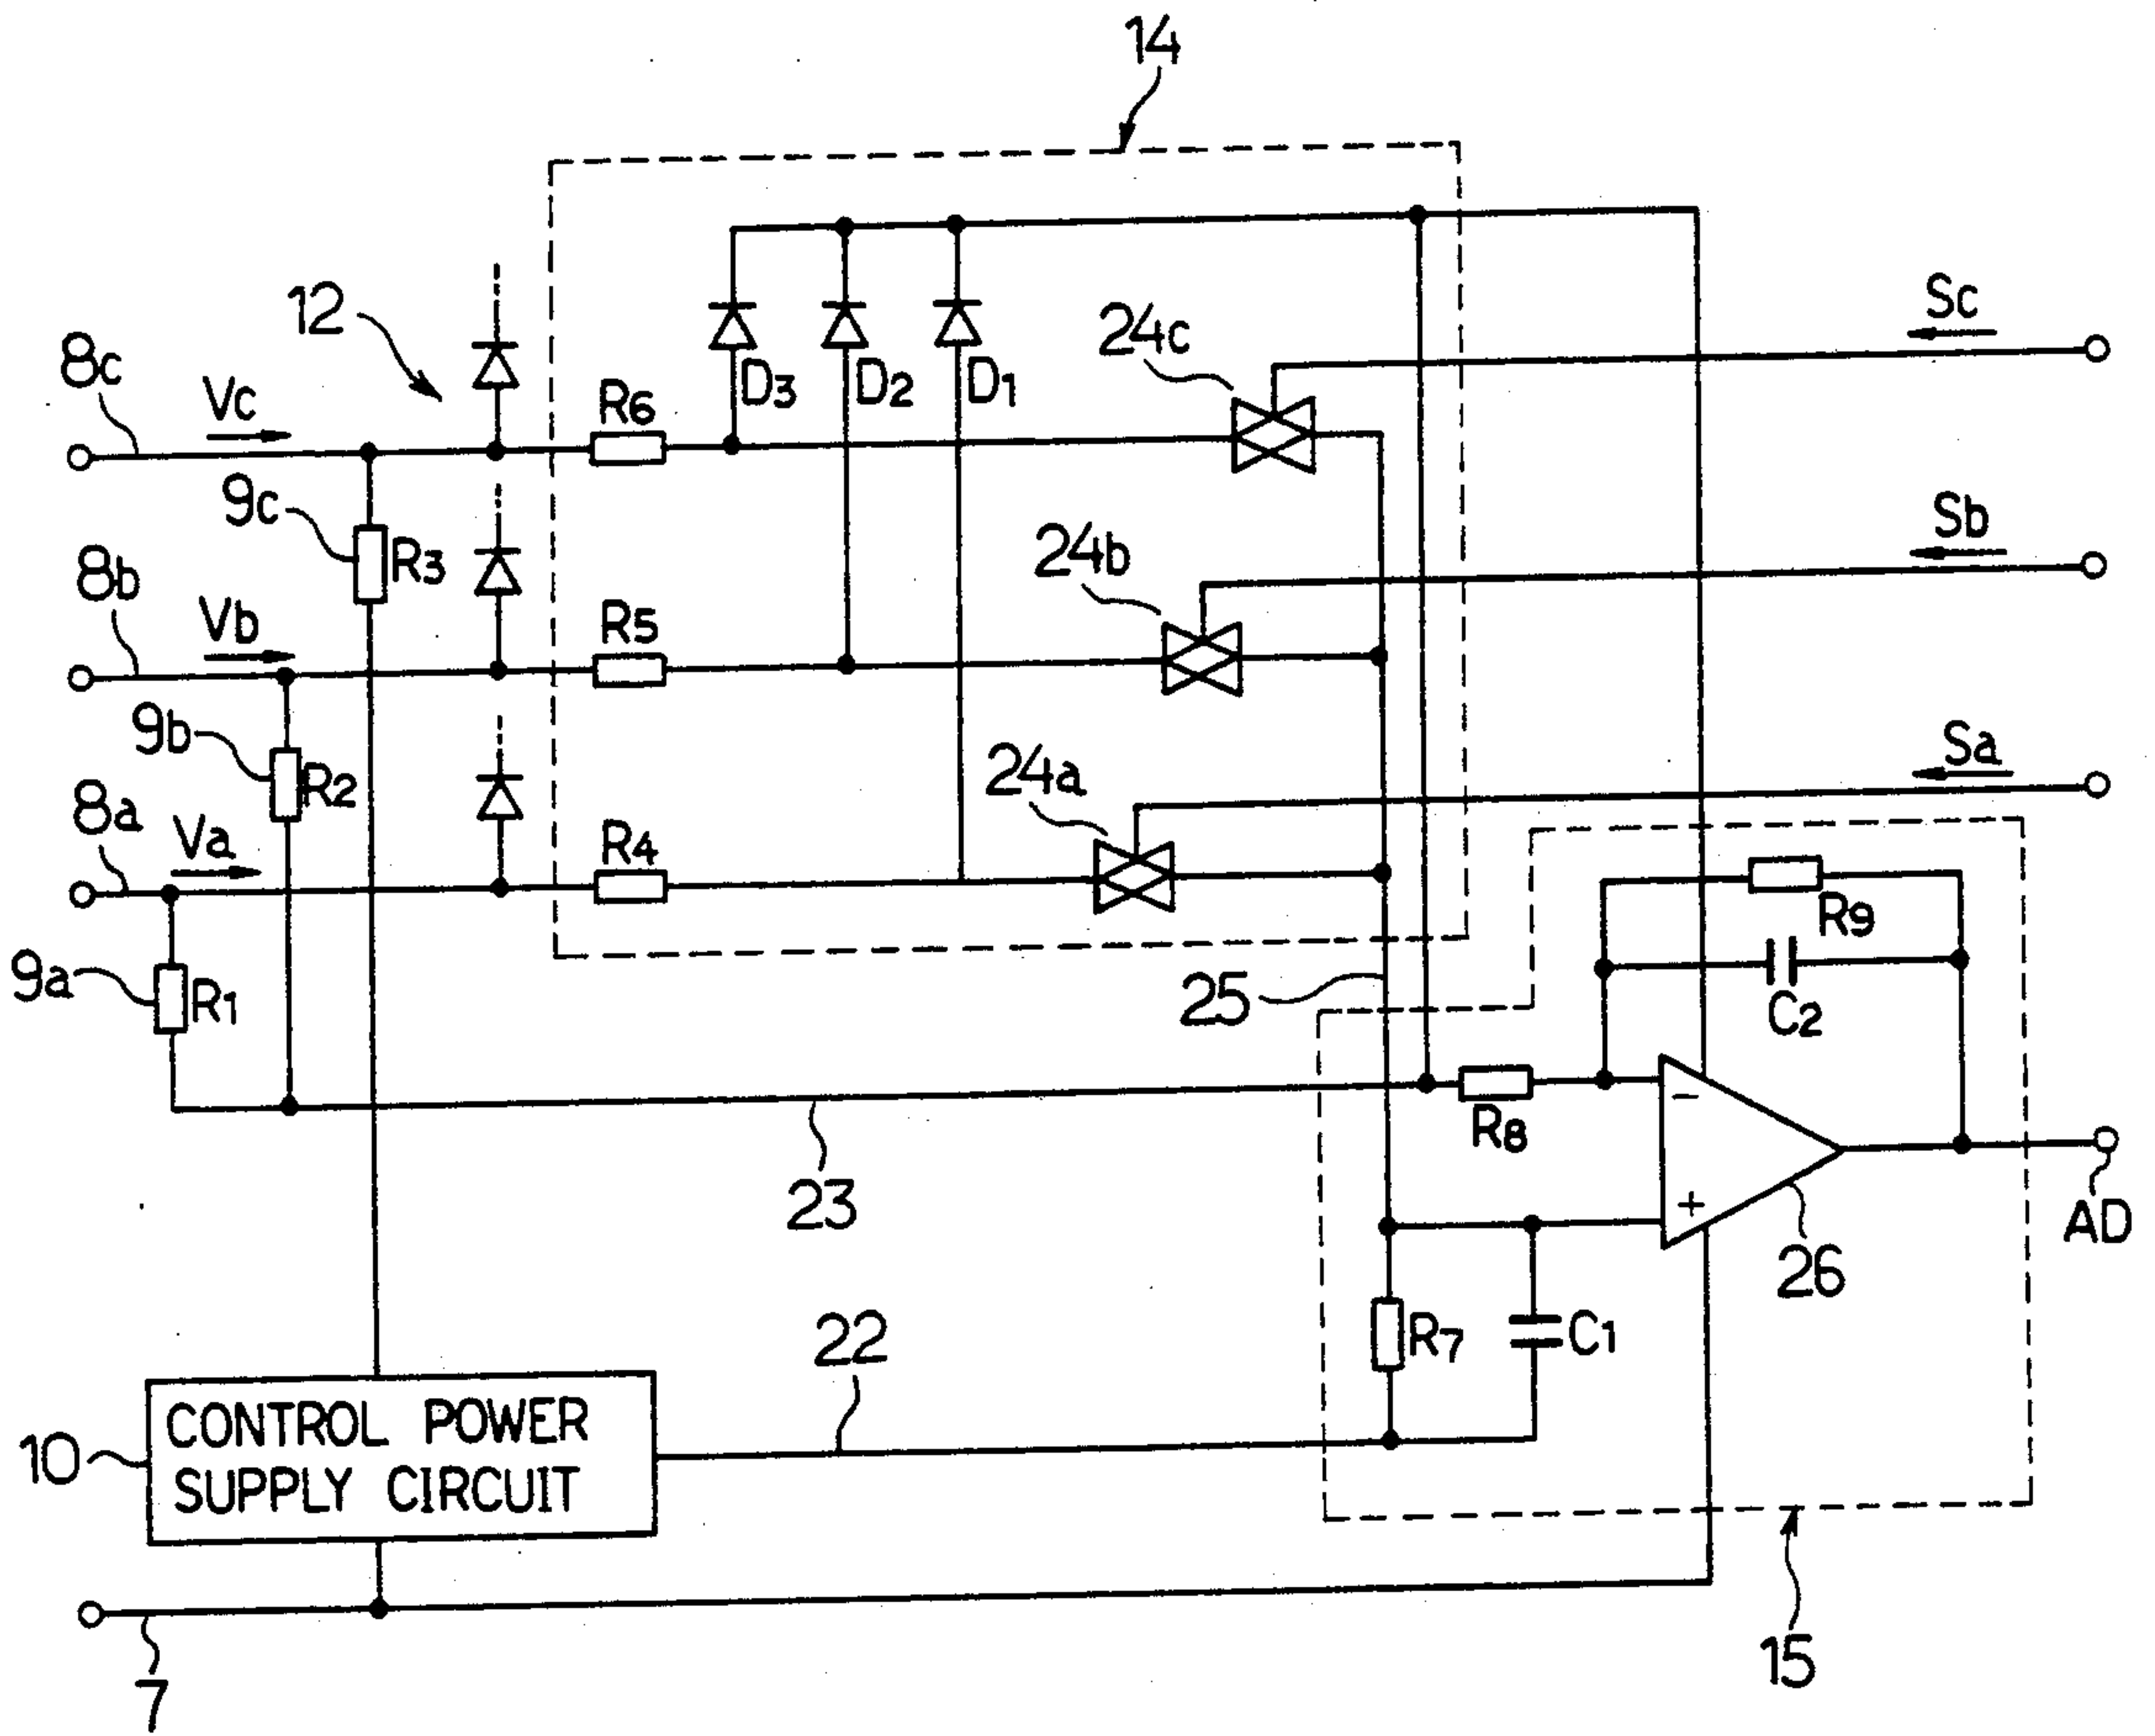 14
12
8c
Vc
R6
D3
D2
D1
24c
Sc
9c
R3
8b
Vb
R5
24b
Sb
9b
R2
8a
Va
R4
24a
Sa
9a
R1
25
R9
C2
R8
−
+
23
26
AD
22
R7
C1
10
CONTROL POWER
SUPPLY CIRCUIT
15
7